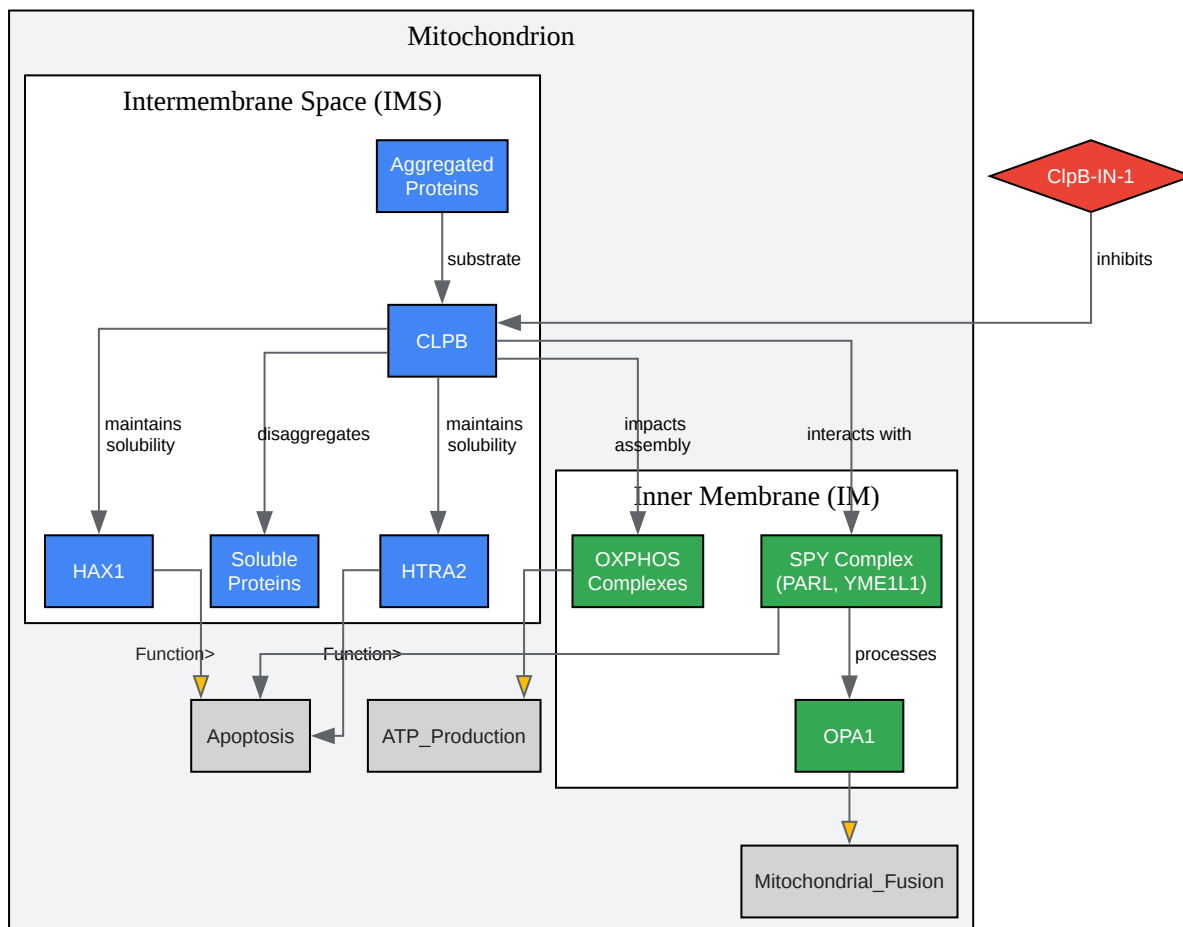 Mitochondrion
Intermembrane Space (IMS)
Aggregated
Proteins
ClpB-IN-1
substrate
inhibits
CLPB
maintains
solubility
disaggregates
maintains
solubility
impacts
assembly
interacts with
Inner Membrane (IM)
HAX1
Soluble
Proteins
HTRA2
OXPHOS
Complexes
SPY Complex
(PARL, YME1L1)
Function>
Function>
processes
Apoptosis
ATP_Production
OPA1
Mitochondrial_Fusion